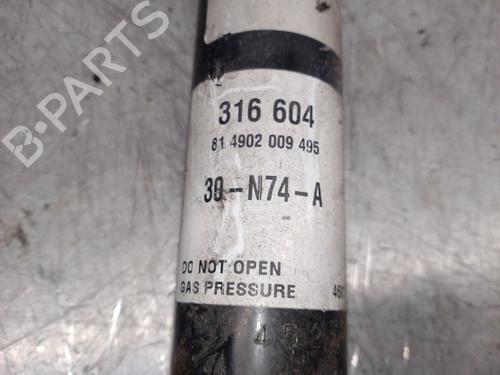 B-PARTS
316 604
81 4902 009 495
30-N74-A
DO NOT OPEN
GAS PRESSURE